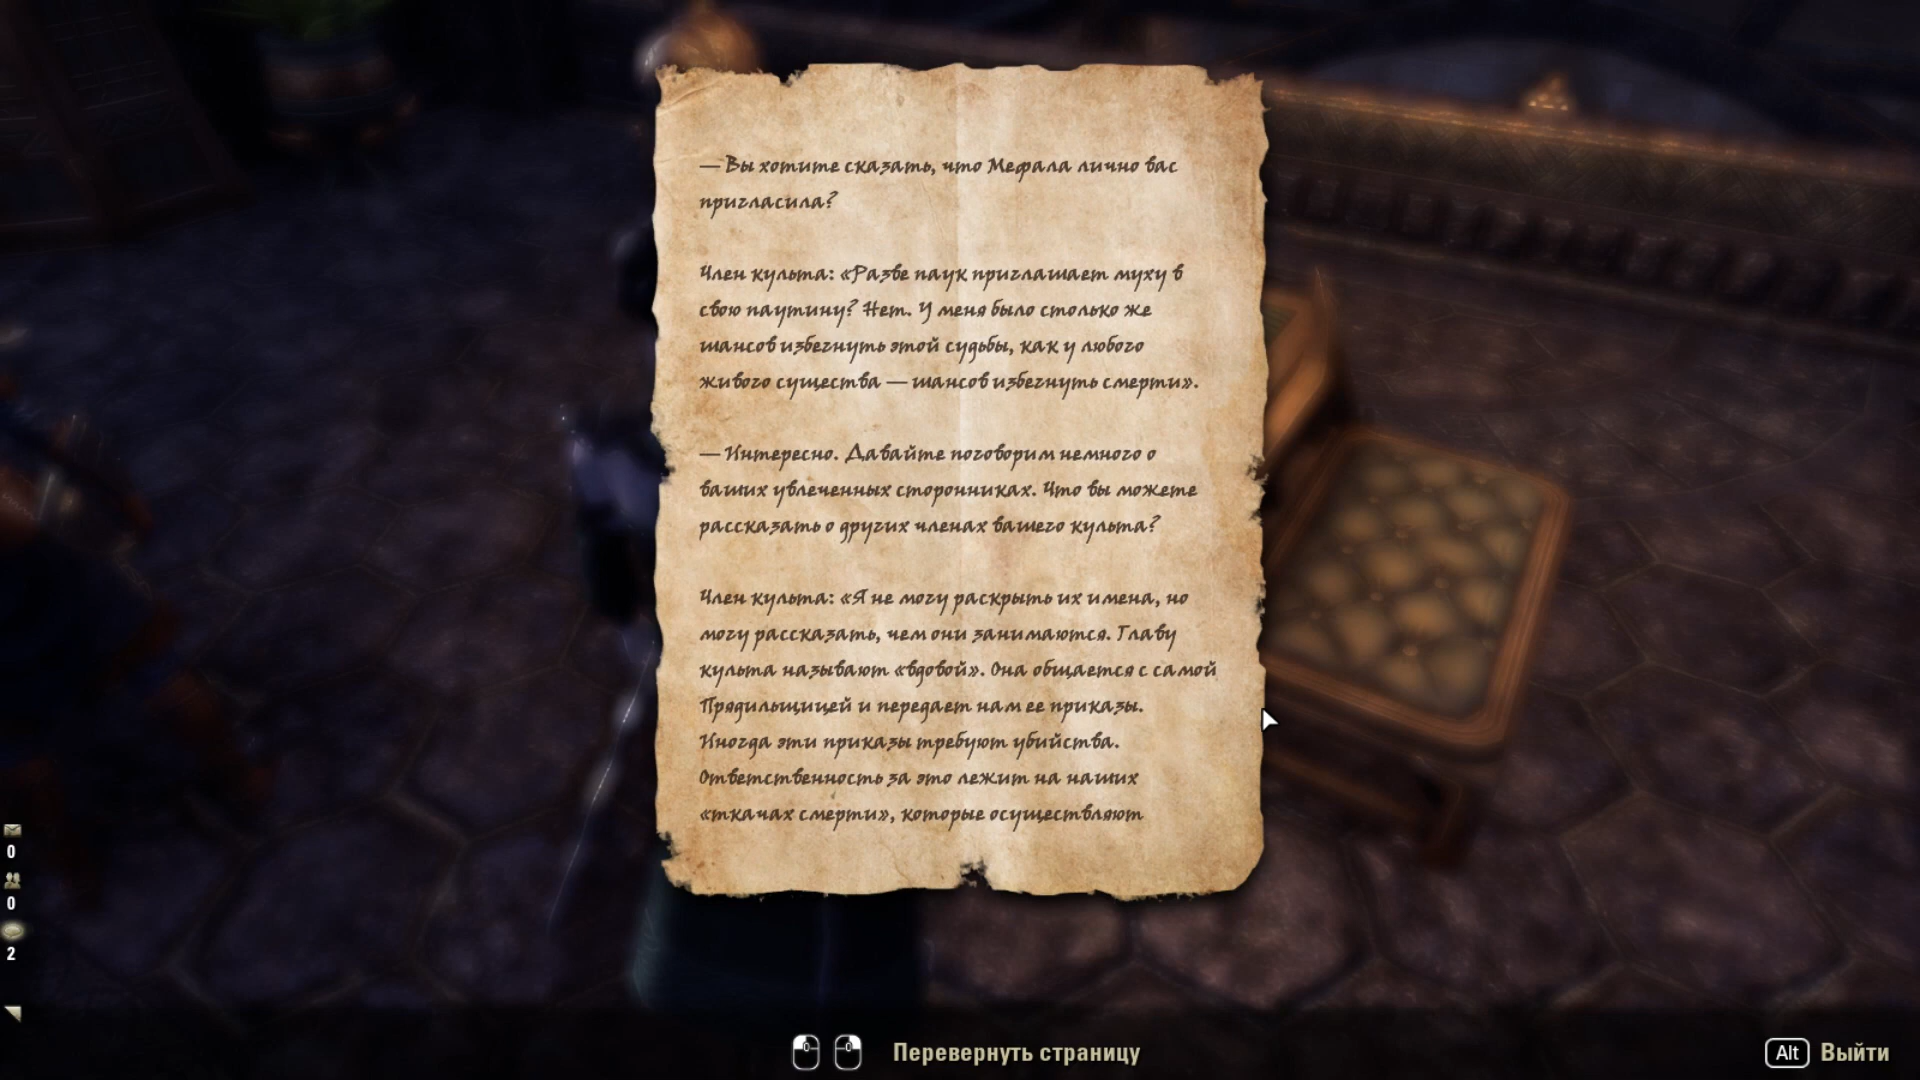 — Вы хотите сказать, что Мефала лично вас
пригласила?
Член культа: «Разве паук приглашает муху в
свою паутину? Нет. У меня было столько же
шансов избегнуть этой судьбы, как у любого
живого существа — шансов избегнуть смерти».
— Интересно. Давайте поговорим немного о
ваших увлеченных сторонниках. Что вы можете
рассказать о других членах вашего культа?
Член культа: «Я не могу раскрыть их имена, но
могу рассказать, чем они занимаются. Главу
культа называют «вдовой». Она общается с самой
Прядильщицей и передает нам ее приказы.
Иногда эти приказы требуют убийства.
Ответственность за это лежит на наших
«ткачах смерти», которые осуществляют
0
0
2
Перевернуть страницу
Alt Выйти